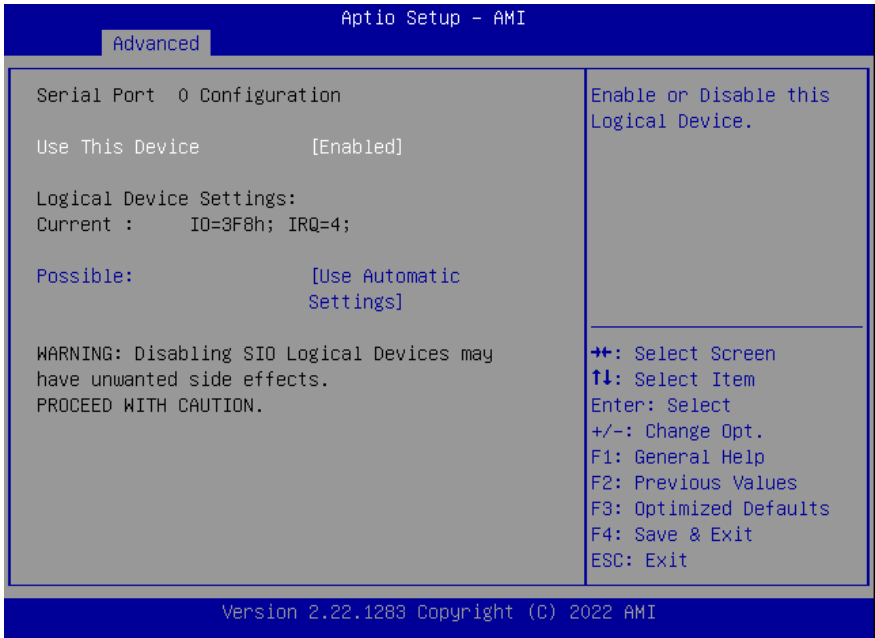 Aptio Setup – AMI
Advanced
Serial Port 0 Configuration
Use This Device [Enabled]
Logical Device Settings:
Current : IO=3F8h; IRQ=4;
Possible: [Use Automatic
Settings]
WARNING: Disabling SIO Logical Devices may
have unwanted side effects.
PROCEED WITH CAUTION.
Enable or Disable this
Logical Device.
→←: Select Screen
↑↓: Select Item
Enter: Select
+/-: Change Opt.
F1: General Help
F2: Previous Values
F3: Optimized Defaults
F4: Save & Exit
ESC: Exit
Version 2.22.1283 Copyright (C) 2022 AMI